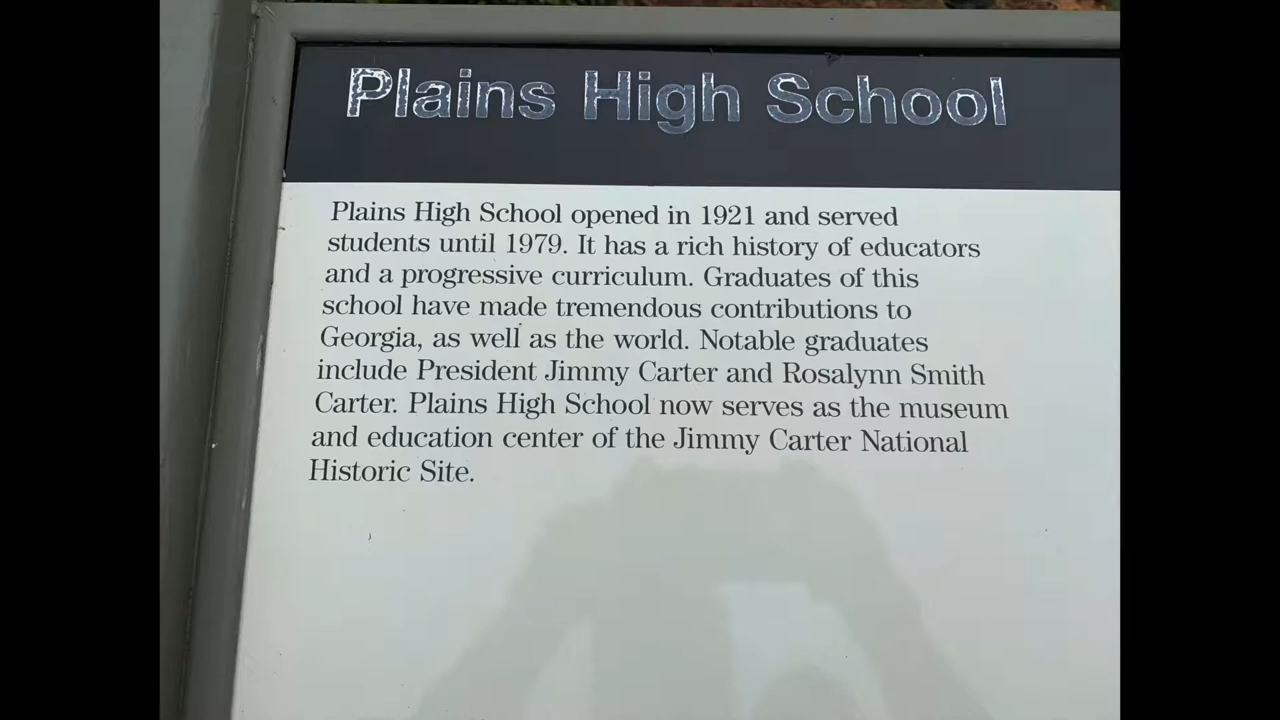 Plains High School
Plains High School opened in 1921 and served
students until 1979. It has a rich history of educators
and a progressive curriculum. Graduates of this
school have made tremendous contributions to
Georgia, as well as the world. Notable graduates
include President Jimmy Carter and Rosalynn Smith
Carter. Plains High School now serves as the museum
and education center of the Jimmy Carter National
Historic Site.